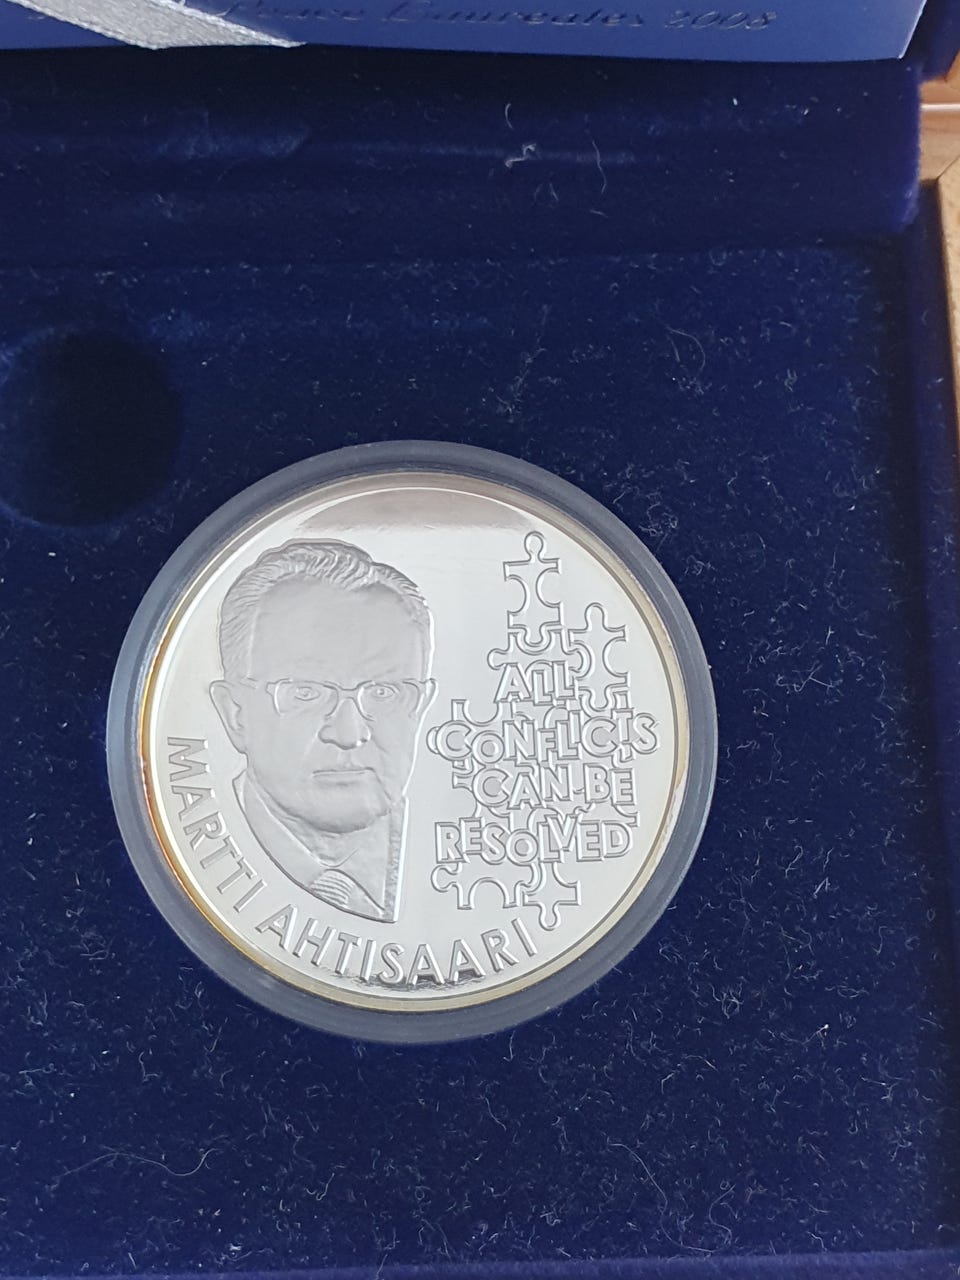 Peace Laureates 2008
ALL
CONFLICTS
CAN BE
RESOLVED
MARTTI AHTISAARI